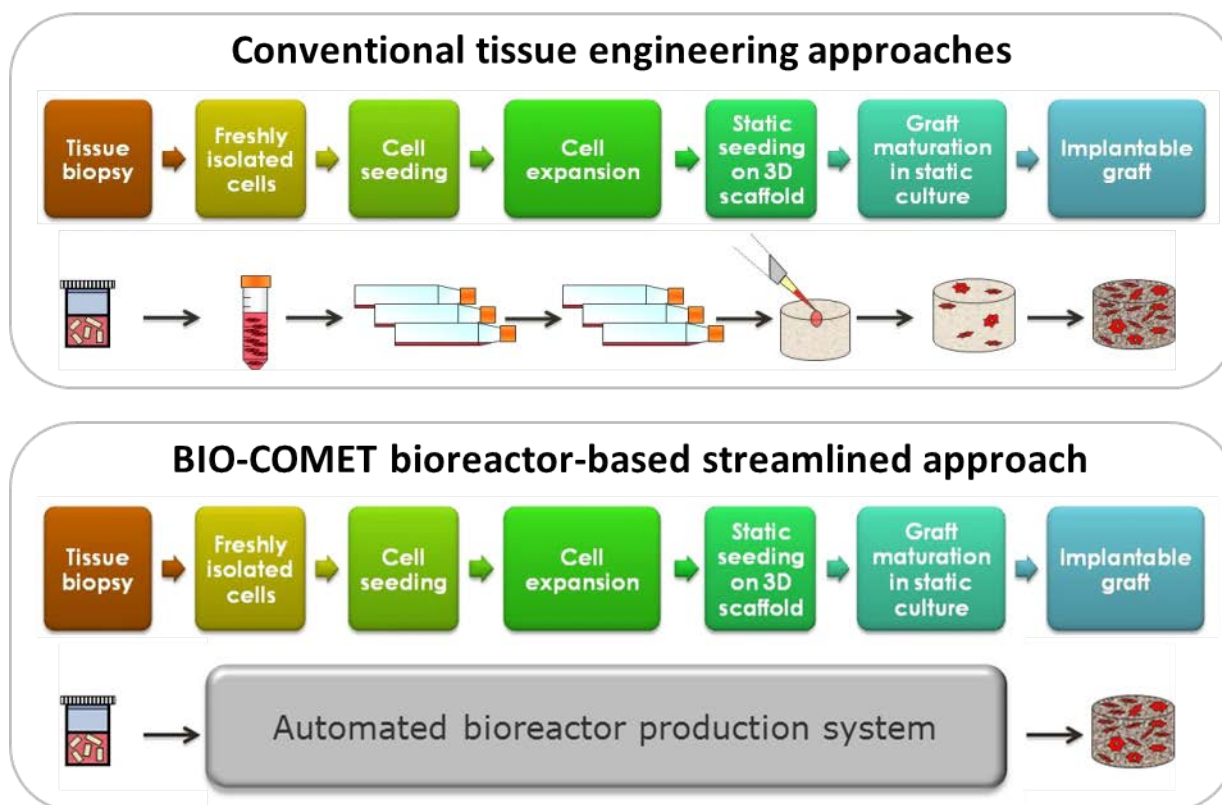 Conventional tissue engineering approaches
Tissue
biopsy
Freshly
isolated
cells
Cell
seeding
Cell
expansion
Static
seeding
on 3D
scaffold
Graft
maturation
in static
culture
Implantable
graft
BIO-COMET bioreactor-based streamlined approach
Tissue
biopsy
Freshly
isolated
cells
Cell
seeding
Cell
expansion
Static
seeding
on 3D
scaffold
Graft
maturation
in static
culture
Implantable
graft
Automated bioreactor production system